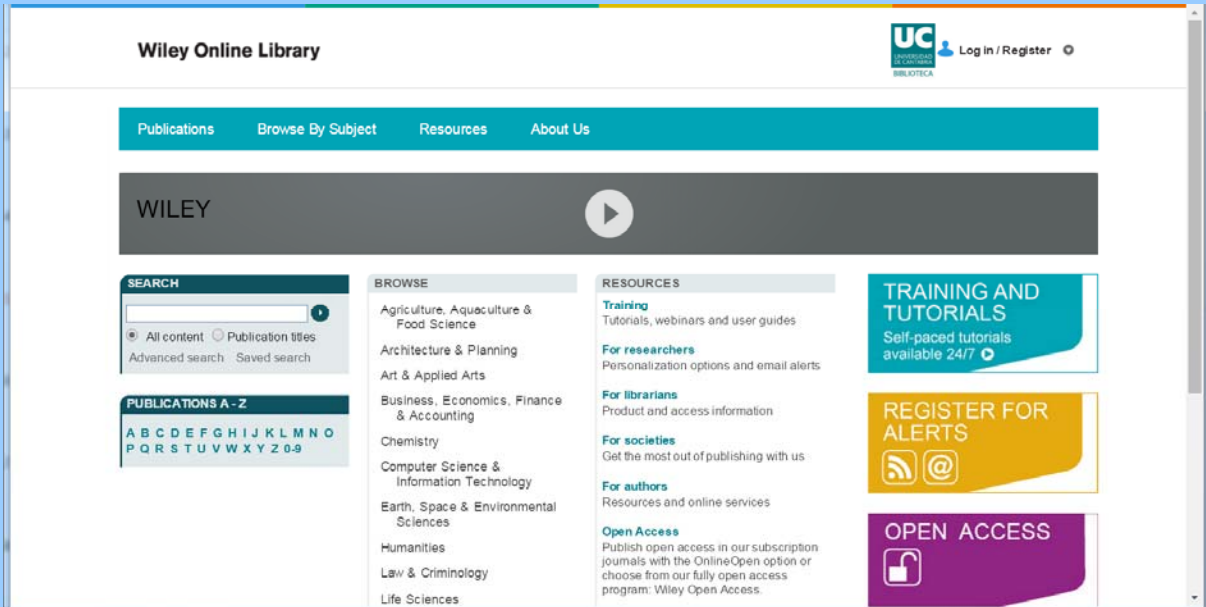 Wiley Online Library
UC
UNIVERSIDAD
DE CANTABRIA
BIBLIOTECA
Log in / Register
Publications
Browse By Subject
Resources
About Us
WILEY
SEARCH
All content Publication titles
Advanced search Saved search
PUBLICATIONS A - Z
A B C D E F G H I J K L M N O
P Q R S T U V W X Y Z 0-9
BROWSE
Agriculture, Aquaculture &
Food Science
Architecture & Planning
Art & Applied Arts
Business, Economics, Finance
& Accounting
Chemistry
Computer Science &
Information Technology
Earth, Space & Environmental
Sciences
Humanities
Law & Criminology
Life Sciences
RESOURCES
Training
Tutorials, webinars and user guides
For researchers
Personalization options and email alerts
For librarians
Product and access information
For societies
Get the most out of publishing with us
For authors
Resources and online services
Open Access
Publish open access in our subscription
journals with the OnlineOpen option or
choose from our fully open access
program: Wiley Open Access.
TRAINING AND
TUTORIALS
Self-paced tutorials
available 24/7
REGISTER FOR
ALERTS
@
OPEN ACCESS